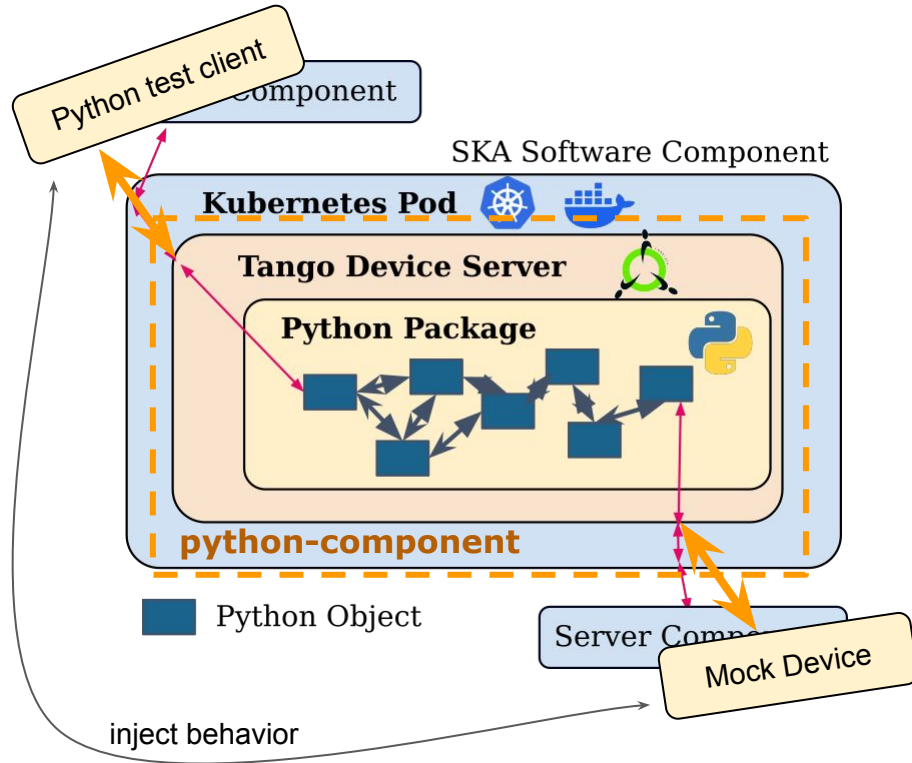 Python test client
Component
SKA Software Component
Kubernetes Pod
Tango Device Server
Python Package
python-component
Python Object
Server Compo
Mock Device
inject behavior